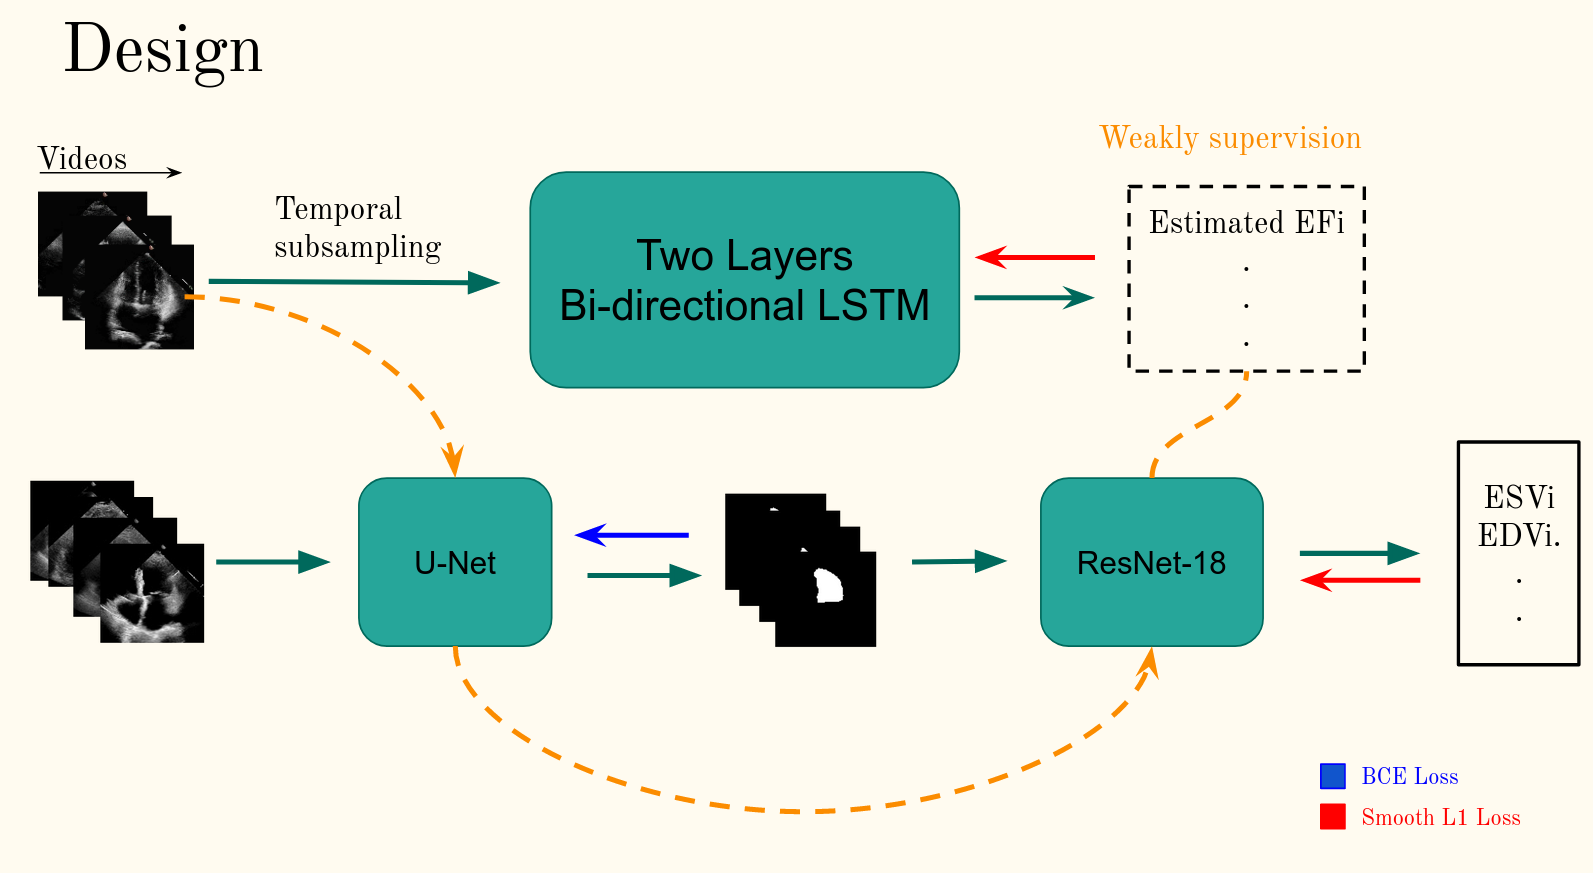 Design
Videos
Temporal
subsampling
Two Layers
Bi-directional LSTM
Weakly supervision
Estimated EFi
.
.
.
U-Net
ResNet-18
ESVi
EDVi.
.
.
BCE Loss
Smooth L1 Loss